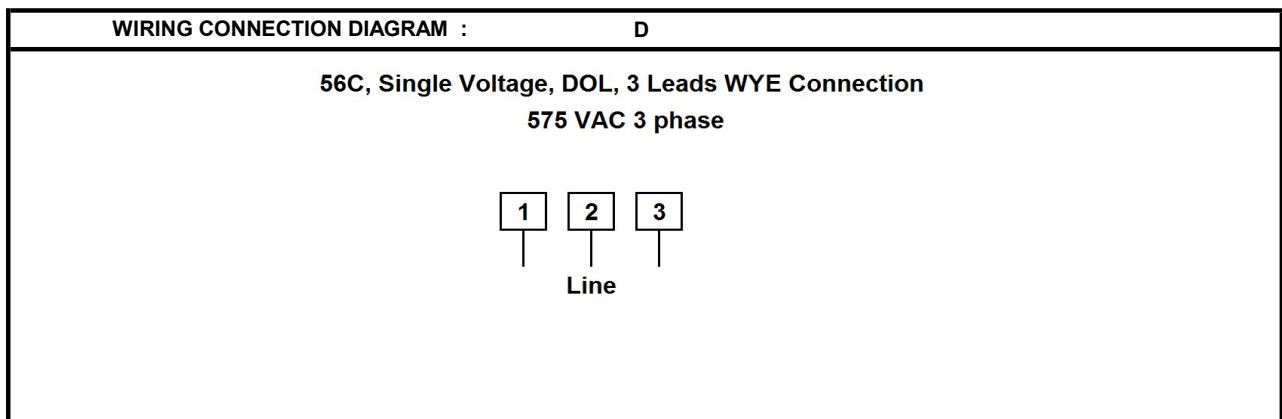 WIRING CONNECTION DIAGRAM : D
56C, Single Voltage, DOL, 3 Leads WYE Connection
575 VAC 3 phase
1 2 3
Line